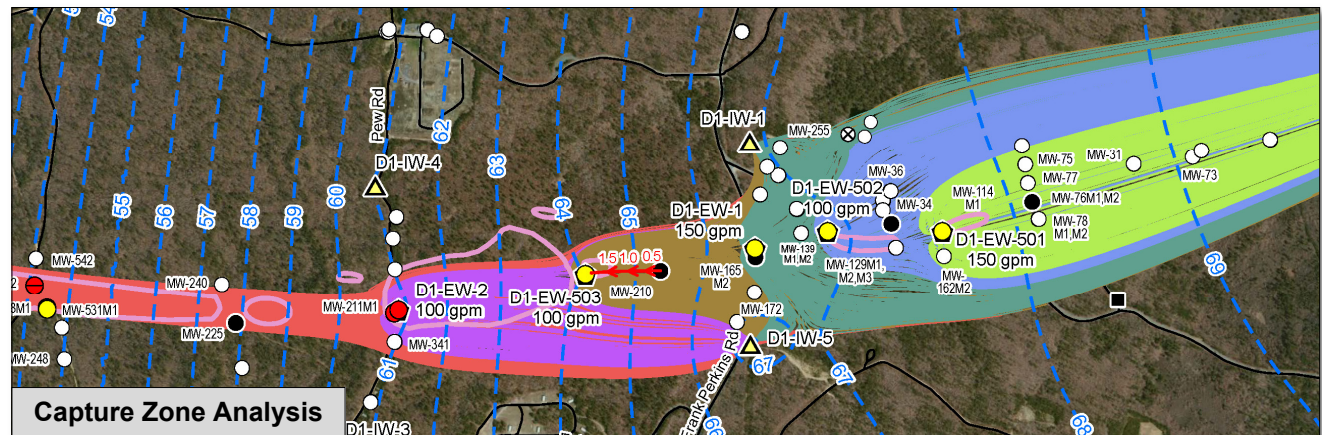 53
54
55
56
57
58
59
60
61
62
63
64
65
66
67
67
68
69
Pew Rd
D1-IW-4
D1-IW-1
MW-255
MW-36
D1-EW-502
100 gpm
MW-34
MW-114
M1
MW-75
MW-31
MW-77
MW-73
MW-76M1,M2
MW-78
M1,M2
D1-EW-501
150 gpm
MW-
162M2
D1-EW-1
150 gpm
MW-139
M1,M2
MW-129M1,
M2,M3
MW-165
M2
1.5 1.0 0.5
MW-210
D1-EW-503
100 gpm
D1-EW-2
100 gpm
MW-211M1
MW-341
MW-172
D1-IW-5
Frank Perkins Rd
MW-542
MW-240
MW-531M1
MW-225
MW-248
D1-IW-3
Capture Zone Analysis